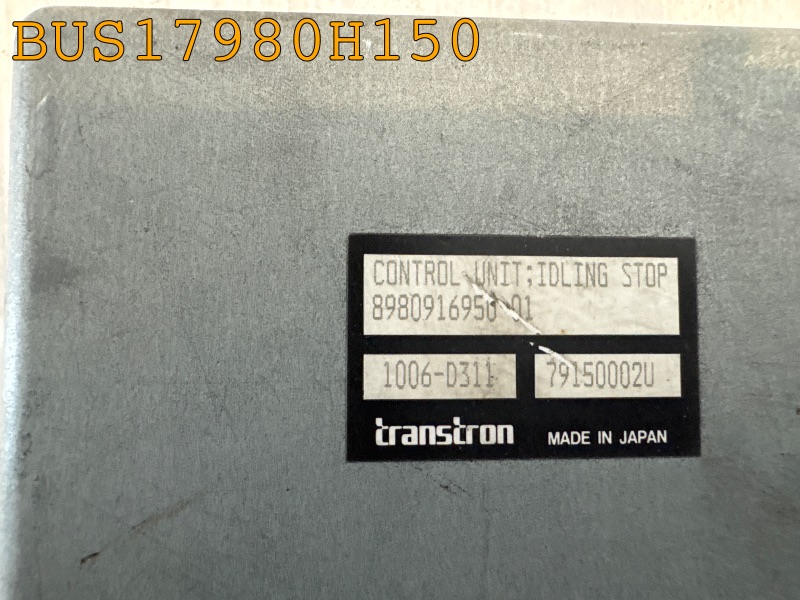 BUS17980H150
CONTROL UNIT;IDLING STOP
8980916950-01
1006-D311
79150002U
transtron
MADE IN JAPAN